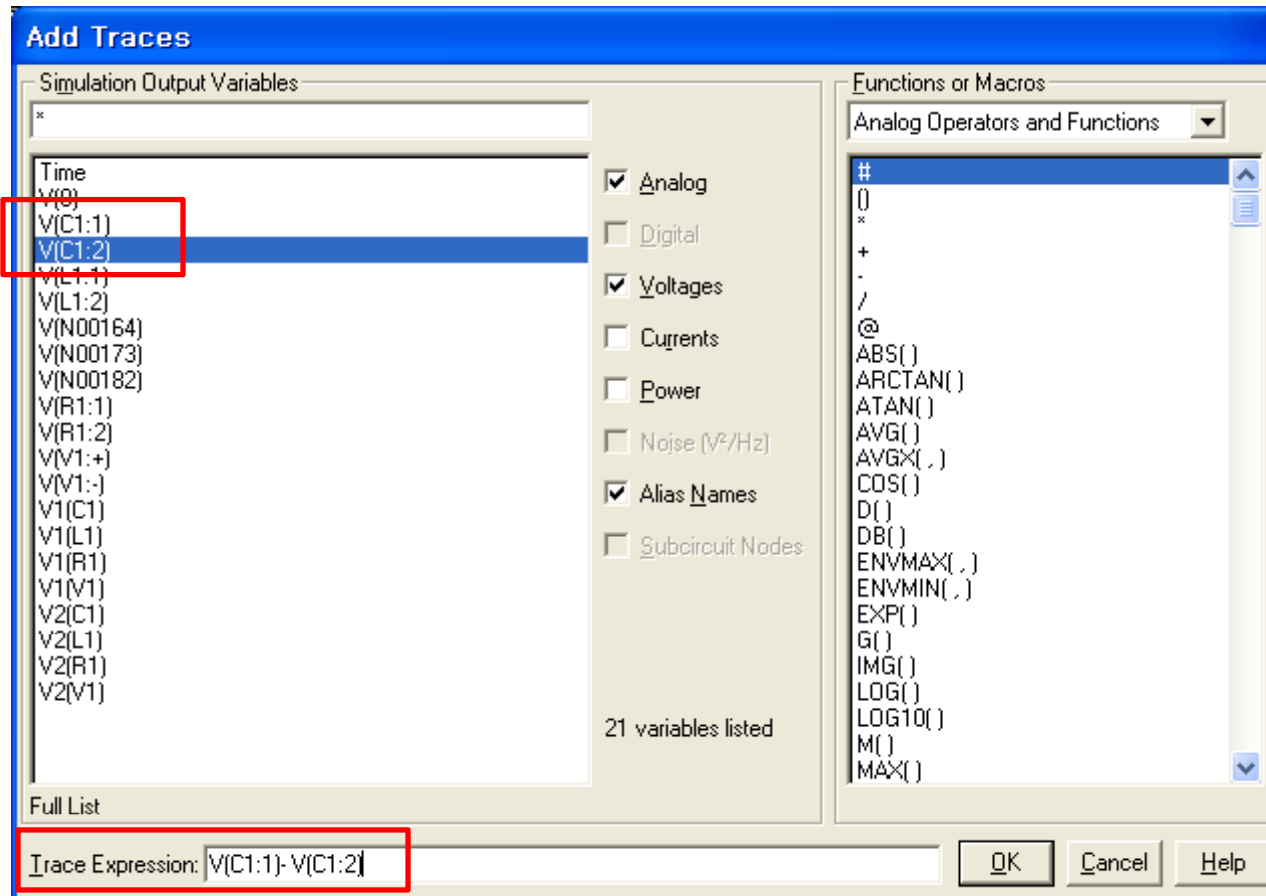 Add Traces
Simulation Output Variables
*
Time
V(0)
V(C1:1)
V(C1:2)
V(L1:1)
V(L1:2)
V(N00164)
V(N00173)
V(N00182)
V(R1:1)
V(R1:2)
V(V1:+)
V(V1:-)
V1(C1)
V1(L1)
V1(R1)
V1(V1)
V2(C1)
V2(L1)
V2(R1)
V2(V1)
Full List
Analog
Digital
Voltages
Currents
Power
Noise (V²/Hz)
Alias Names
Subcircuit Nodes
21 variables listed
Functions or Macros
Analog Operators and Functions
#
()
*
+
-
/
@
ABS( )
ARCTAN( )
ATAN( )
AVG( )
AVGX( , )
COS( )
D( )
DB( )
ENVMAX( , )
ENVMIN( , )
EXP( )
G( )
IMG( )
LOG( )
LOG10( )
M( )
MAX( )
Trace Expression: V(C1:1)- V(C1:2)
OK
Cancel
Help